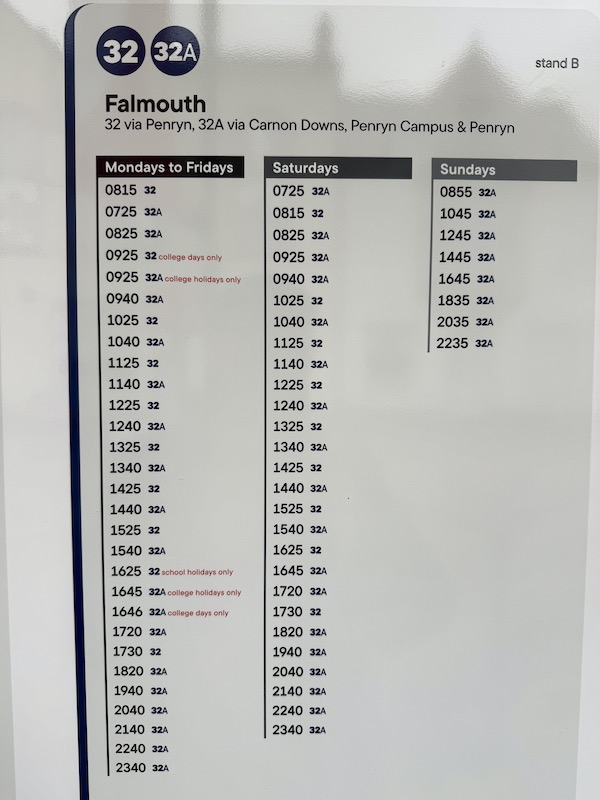 32 32A
stand B
Falmouth
32 via Penryn, 32A via Carnon Downs, Penryn Campus & Penryn
Mondays to Fridays
0815 32
0725 32A
0825 32A
0925 32 college days only
0925 32A college holidays only
0940 32A
1025 32
1040 32A
1125 32
1140 32A
1225 32
1240 32A
1325 32
1340 32A
1425 32
1440 32A
1525 32
1540 32A
1625 32 school holidays only
1645 32A college holidays only
1646 32A college days only
1720 32A
1730 32
1820 32A
1940 32A
2040 32A
2140 32A
2240 32A
2340 32A
Saturdays
0725 32A
0815 32
0825 32A
0925 32A
0940 32A
1025 32
1040 32A
1125 32
1140 32A
1225 32
1240 32A
1325 32
1340 32A
1425 32
1440 32A
1525 32
1540 32A
1625 32
1645 32A
1720 32A
1730 32
1820 32A
1940 32A
2040 32A
2140 32A
2240 32A
2340 32A
Sundays
0855 32A
1045 32A
1245 32A
1445 32A
1645 32A
1835 32A
2035 32A
2235 32A